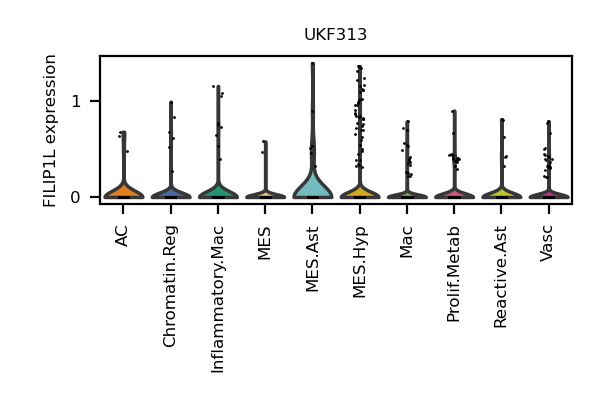 UKF313
FILIP1L expression
1
0
AC
Chromatin.Reg
Inflammatory.Mac
MES
MES.Ast
MES.Hyp
Mac
Prolif.Metab
Reactive.Ast
Vasc